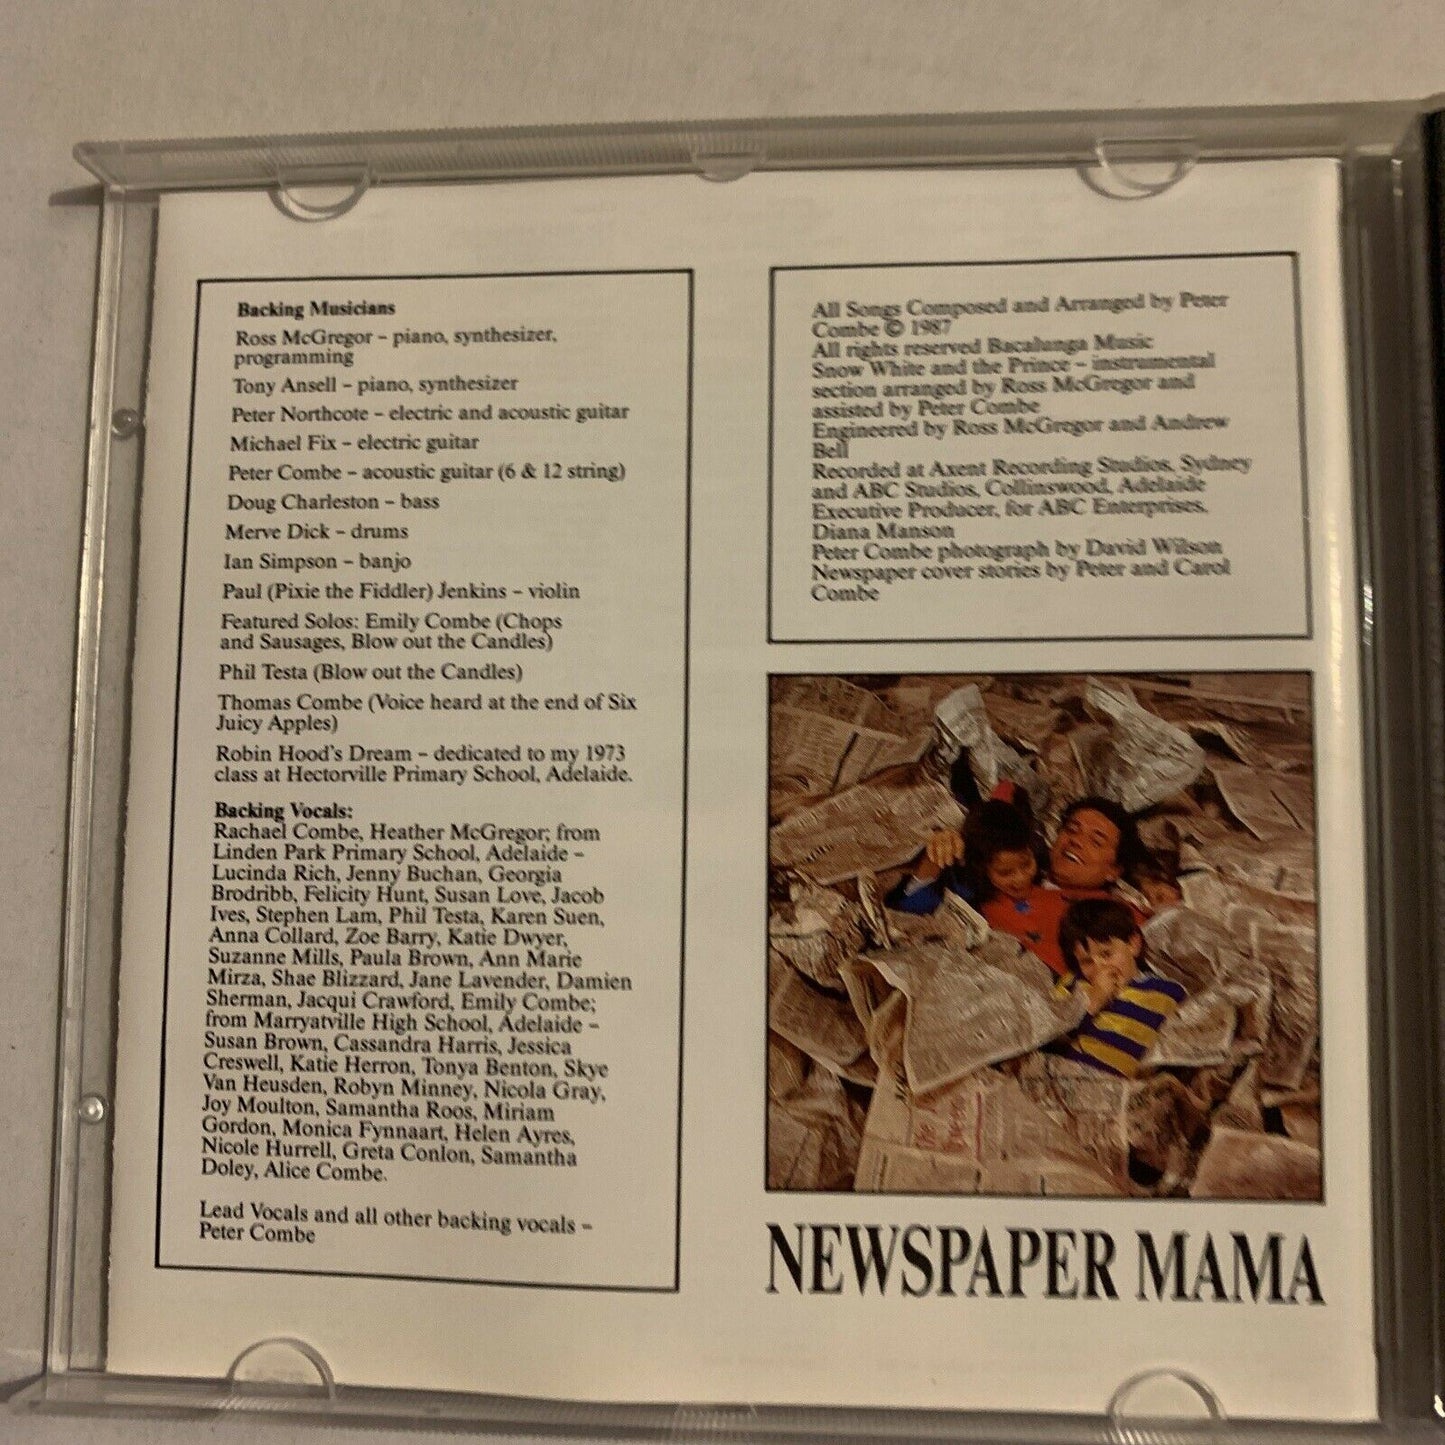 Backing Musicians
Ross McGregor – piano, synthesizer,
programming
Tony Ansell – piano, synthesizer
Peter Northcote – electric and acoustic guitar
Michael Fix – electric guitar
Peter Combe – acoustic guitar (6 & 12 string)
Doug Charleston – bass
Merve Dick – drums
Ian Simpson – banjo
Paul (Pixie the Fiddler) Jenkins – violin
Featured Solos: Emily Combe (Chops
and Sausages, Blow out the Candles)
Phil Testa (Blow out the Candles)
Thomas Combe (Voice heard at the end of Six
Juicy Apples)
Robin Hood's Dream – dedicated to my 1973
class at Hectorville Primary School, Adelaide.
Backing Vocals:
Rachael Combe, Heather McGregor; from
Linden Park Primary School, Adelaide –
Lucinda Rich, Jenny Buchan, Georgia
Brodribb, Felicity Hunt, Susan Love, Jacob
Ives, Stephen Lam, Phil Testa, Karen Suen,
Anna Collard, Zoe Barry, Katie Dwyer,
Suzanne Mills, Paula Brown, Ann Marie
Mirza, Shae Blizzard, Jane Lavender, Damien
Sherman, Jacqui Crawford, Emily Combe;
from Marryatville High School, Adelaide –
Susan Brown, Cassandra Harris, Jessica
Creswell, Katie Herron, Tonya Benton, Skye
Van Heusden, Robyn Minney, Nicola Gray,
Joy Moulton, Samantha Roos, Miriam
Gordon, Monica Fynnaart, Helen Ayres,
Nicole Hurrell, Greta Conlon, Samantha
Doley, Alice Combe.
Lead Vocals and all other backing vocals –
Peter Combe
All Songs Composed and Arranged by Peter
Combe © 1987
All rights reserved Bacalunga Music
Snow White and the Prince – instrumental
section arranged by Ross McGregor and
assisted by Peter Combe
Engineered by Ross McGregor and Andrew
Bell
Recorded at Axent Recording Studios, Sydney
and ABC Studios, Collinswood, Adelaide
Executive Producer, for ABC Enterprises,
Diana Manson
Peter Combe photograph by David Wilson
Newspaper cover stories by Peter and Carol
Combe
NEWSPAPER MAMA